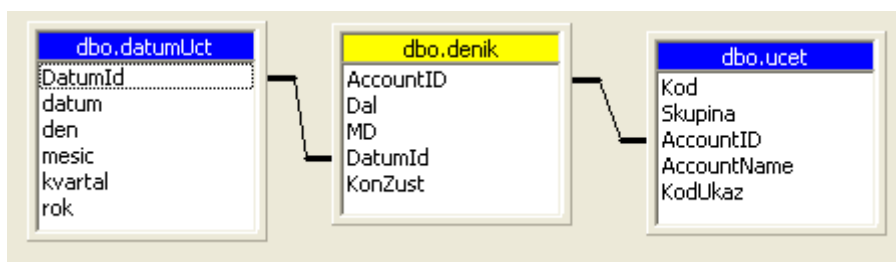 dbo.datumUct
DatumId
datum
den
mesic
kvartal
rok
dbo.denik
AccountID
Dal
MD
DatumId
KonZust
dbo.ucet
Kod
Skupina
AccountID
AccountName
KodUkaz